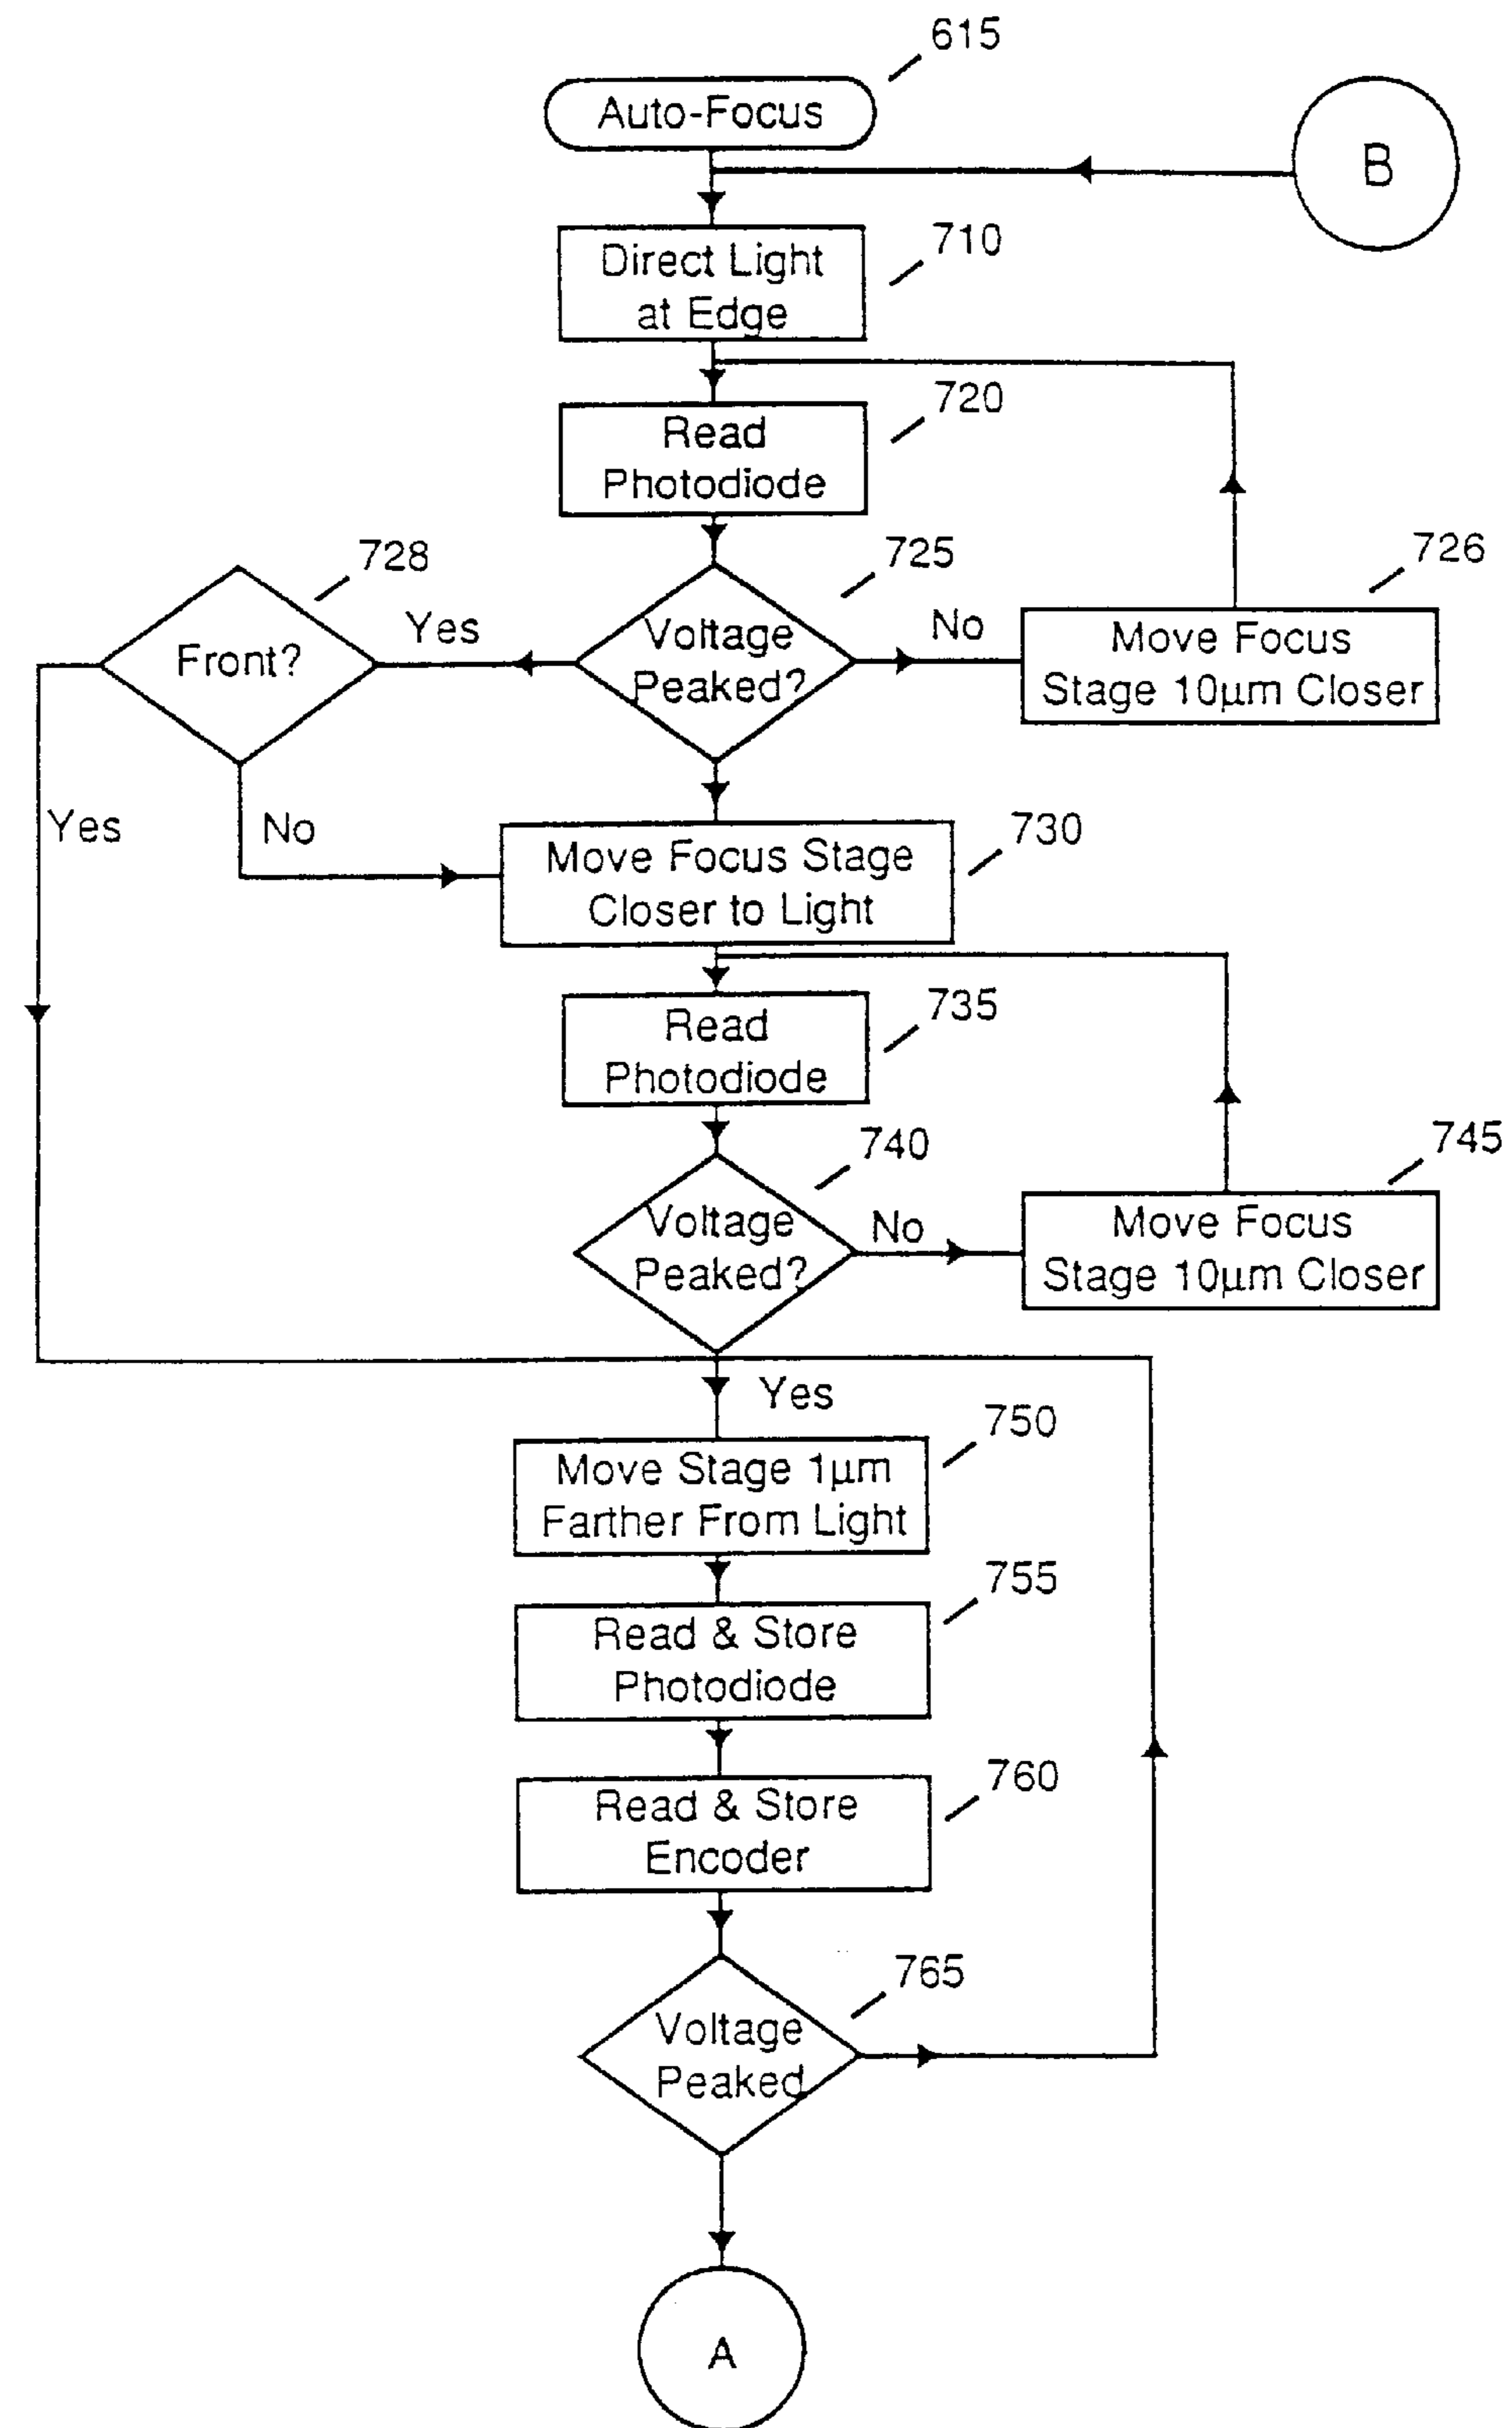 615
Auto-Focus
B
710
Direct Light
at Edge
720
Read
Photodiode
728
725
726
Front?
Yes
Voltage
Peaked?
No
Move Focus
Stage 10µm Closer
Yes
No
730
Move Focus Stage
Closer to Light
735
Read
Photodiode
740
745
Voltage
Peaked?
No
Move Focus
Stage 10µm Closer
Yes
750
Move Stage 1µm
Farther From Light
755
Read & Store
Photodiode
760
Read & Store
Encoder
765
Voltage
Peaked
A